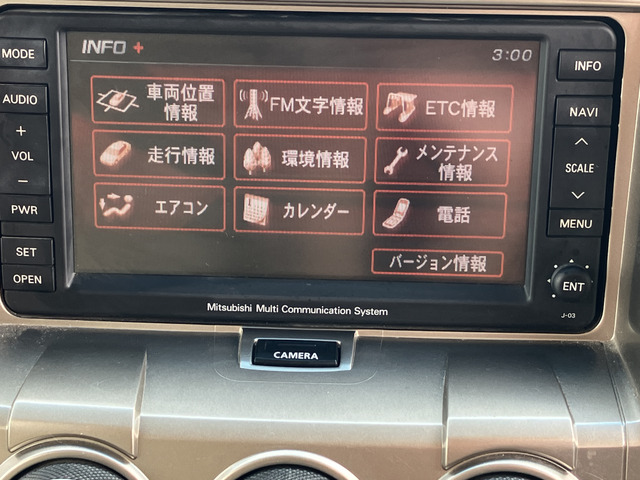 INFO +
3:00
MODE
AUDIO
+
VOL
−
PWR
SET
OPEN
車両位置
情報
FM文字情報
ETC情報
走行情報
環境情報
メンテナンス
情報
エアコン
カレンダー
電話
バージョン情報
INFO
NAVI
SCALE
MENU
ENT
J-03
Mitsubishi Multi Communication System
CAMERA